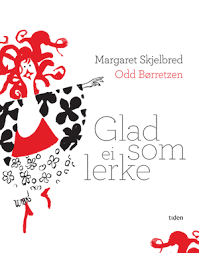 Margaret Skjelbred
Odd Børretzen
Glad
ei som
lerke
tiden